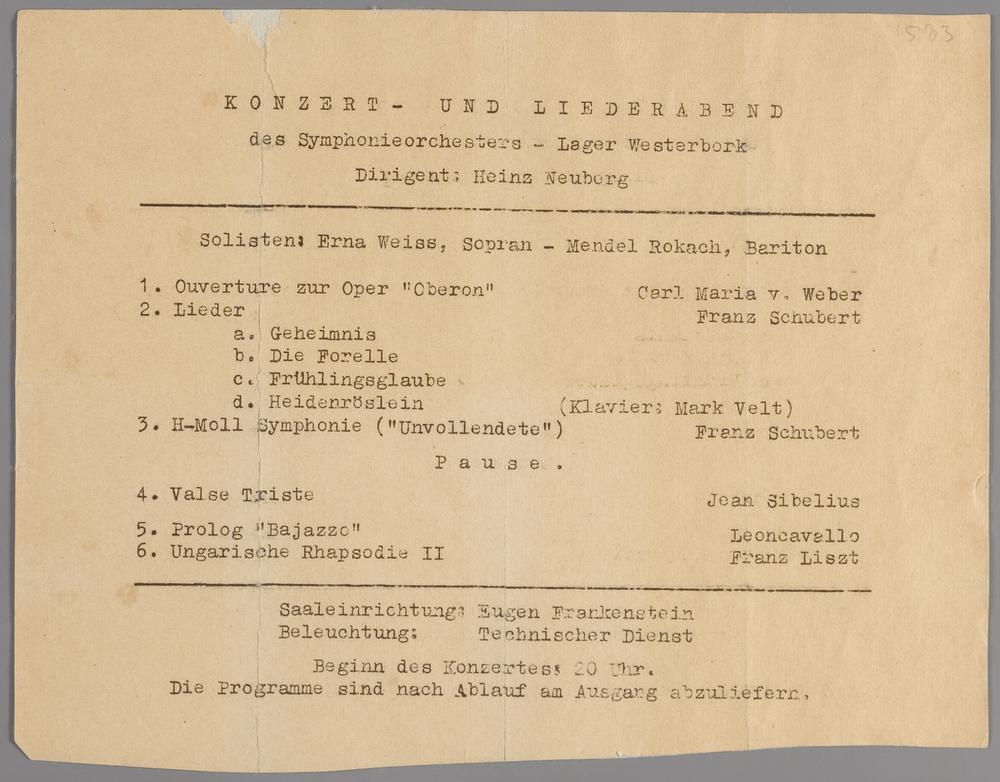 1583
KONZERT- UND LIEDERABEND
des Symphonieorchesters - Lager Westerbork
Dirigent: Heinz Neuberg
Solisten: Erna Weiss, Sopran - Mendel Rokach, Bariton
1. Ouverture zur Oper "Oberon" Carl Maria v. Weber
2. Lieder Franz Schubert
a. Geheimnis
b. Die Forelle
c. Frühlingsglaube
d. Heidenröslein (Klavier: Mark Velt)
3. H-Moll Symphonie ("Unvollendete") Franz Schubert
Pause.
4. Valse Triste Jean Sibelius
5. Prolog "Bajazzo" Leoncavallo
6. Ungarische Rhapsodie II Franz Liszt
Saaleinrichtung: Eugen Frankenstein
Beleuchtung: Technischer Dienst
Beginn des Konzertes: 20 Uhr.
Die Programme sind nach Ablauf am Ausgang abzuliefern.